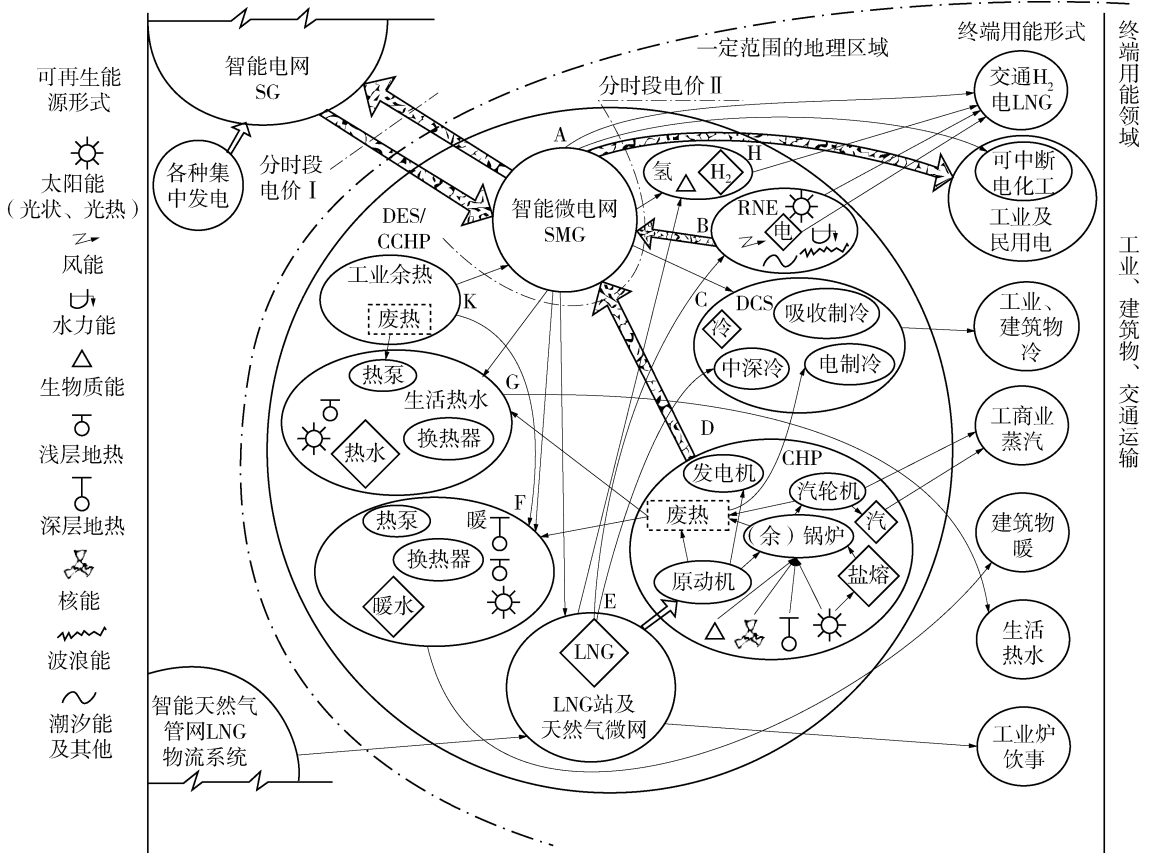 可再生能
源形式
太阳能
（光状、光热）
风能
水力能
生物质能
浅层地热
深层地热
核能
波浪能
潮汐能
及其他
智能电网
SG
各种集
中发电
分时段
电价Ⅰ
一定范围的地理区域
分时段电价Ⅱ
A
智能微电网
SMG
DES/
CCHP
工业余热
废热
K
热泵
G
生活热水
换热器
热水
F
热泵
暖
换热器
暖水
氢
H₂
H
RNE
电
B
C
DCS
吸收制冷
冷
中深冷
电制冷
D
发电机
CHP
汽轮机
废热
汽
（余）锅炉
原动机
盐熔
E
LNG
LNG站及
天然气微网
智能天然气
管网LNG
物流系统
终端用能形式
交通H₂
电LNG
可中断
电化工
工业及
民用电
工业、
建筑物
冷
工商业
蒸汽
建筑物
暖
生活
热水
工业炉
饮事
终端用能领域
工业、建筑物、交通运输